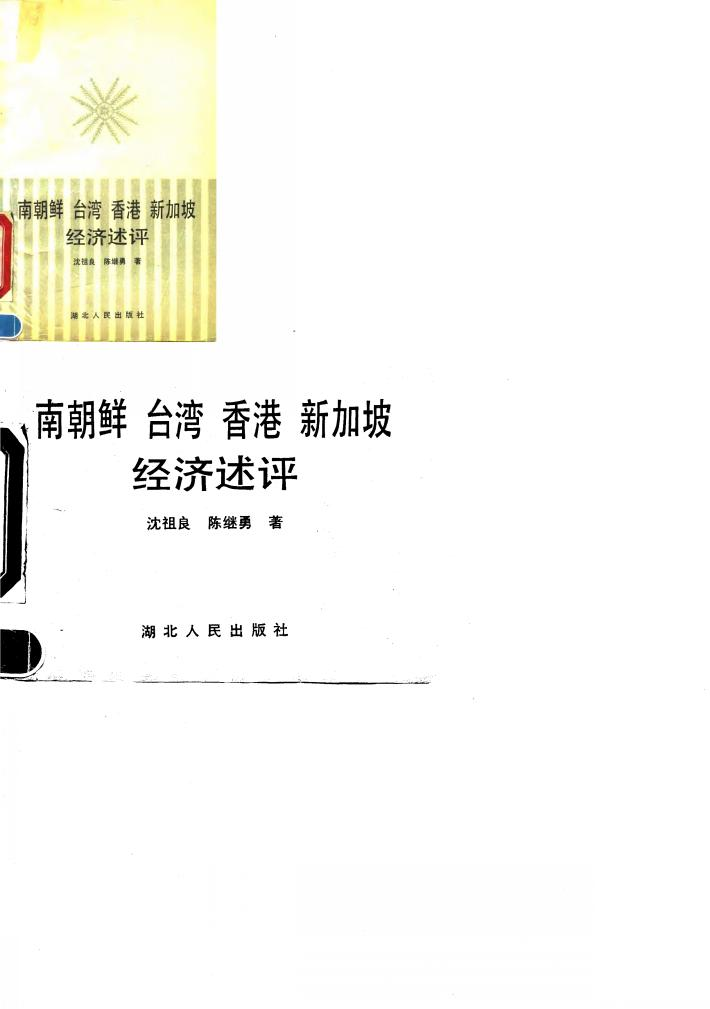 南朝鲜 台湾 香港 新加坡
经济述评
沈祖良 陈继勇 著
湖北人民出版社
南朝鲜 台湾 香港 新加坡
经济述评
沈祖良 陈继勇 著
湖北人民出版社